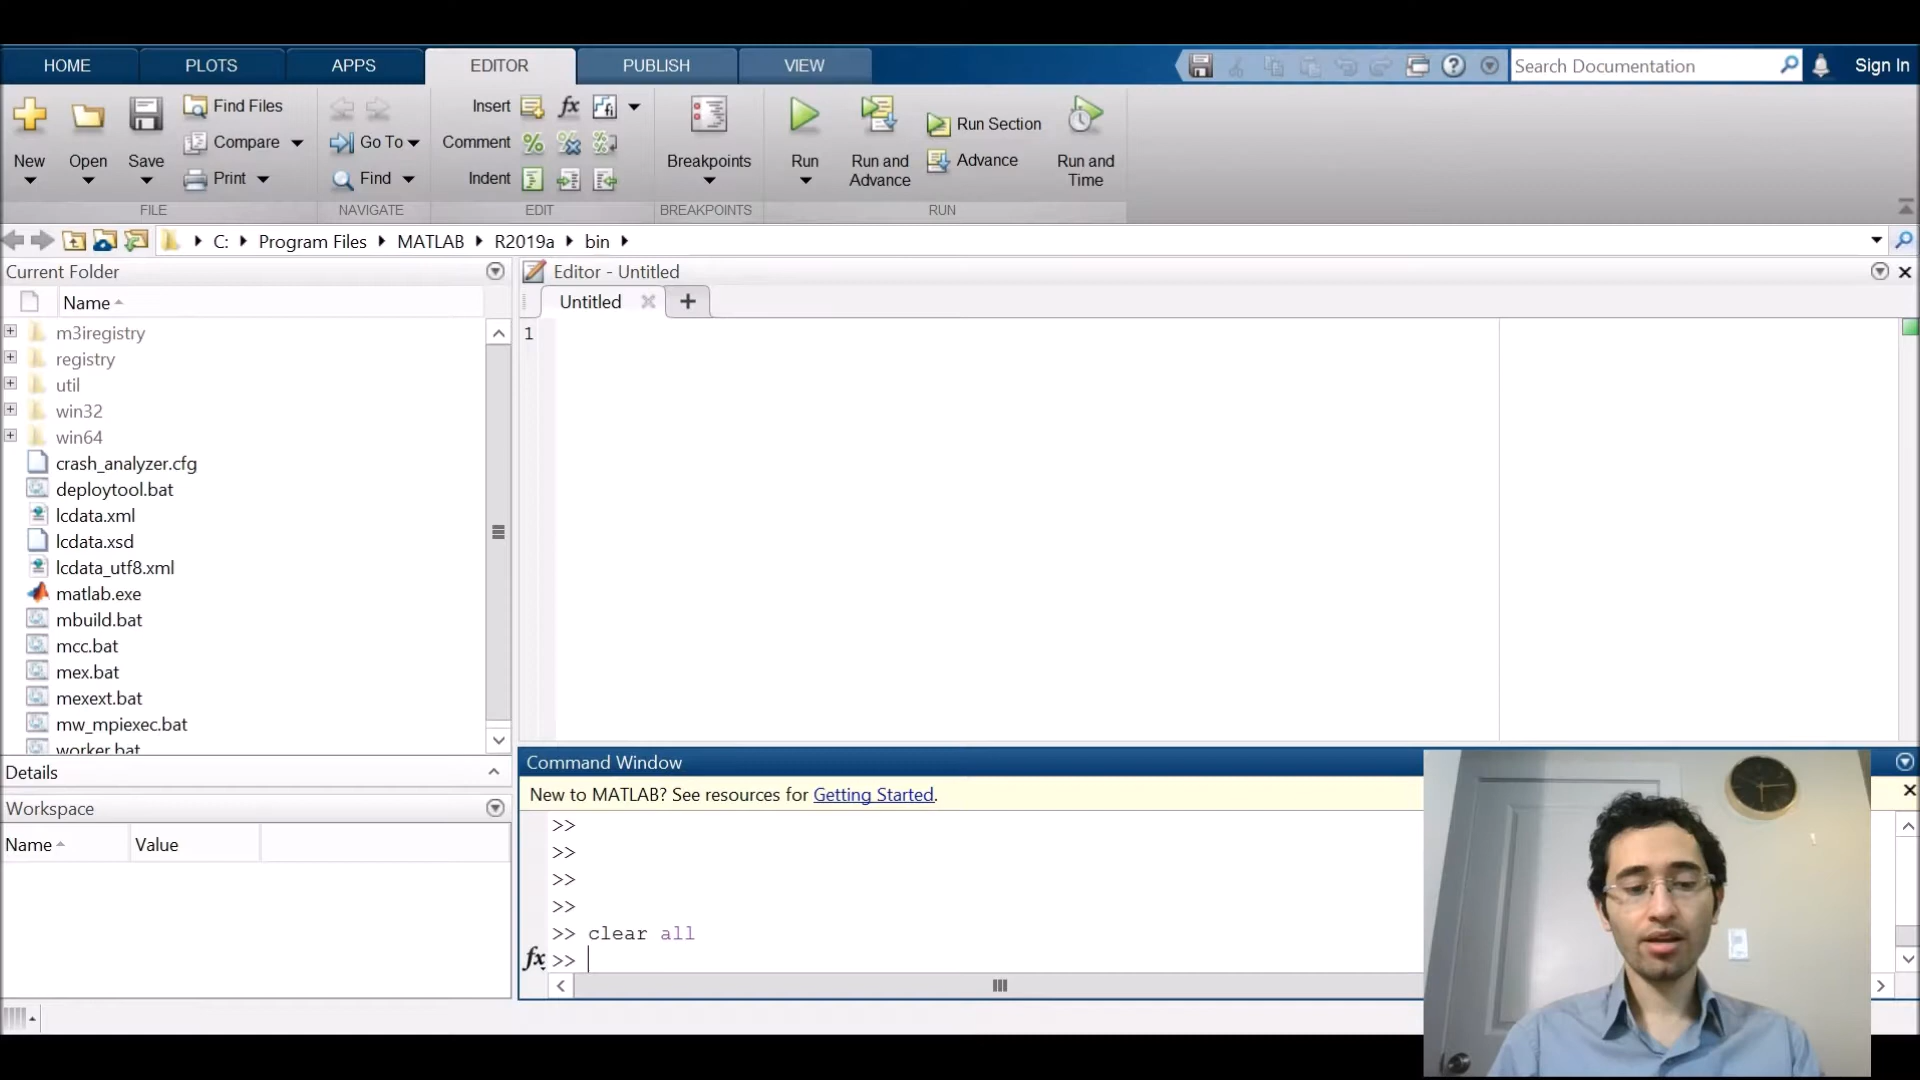 HOME PLOTS APPS EDITOR PUBLISH VIEW Search Documentation Sign In
Find Files Insert fx
Compare Go To Comment Run Section
New Open Save Breakpoints Run Run and Advance Advance Run and Time
Print Find Indent
FILE NAVIGATE EDIT BREAKPOINTS RUN
C: Program Files MATLAB R2019a bin
Current Folder
Name
m3iregistry
registry
util
win32
win64
crash_analyzer.cfg
deploytool.bat
lcdata.xml
lcdata.xsd
lcdata_utf8.xml
matlab.exe
mbuild.bat
mcc.bat
mex.bat
mexext.bat
mw_mpiexec.bat
worker.bat
Details
Workspace
Name Value
Editor - Untitled
Untitled
1
Command Window
New to MATLAB? See resources for Getting Started.
>>
>>
>>
>>
>> clear all
fx >>